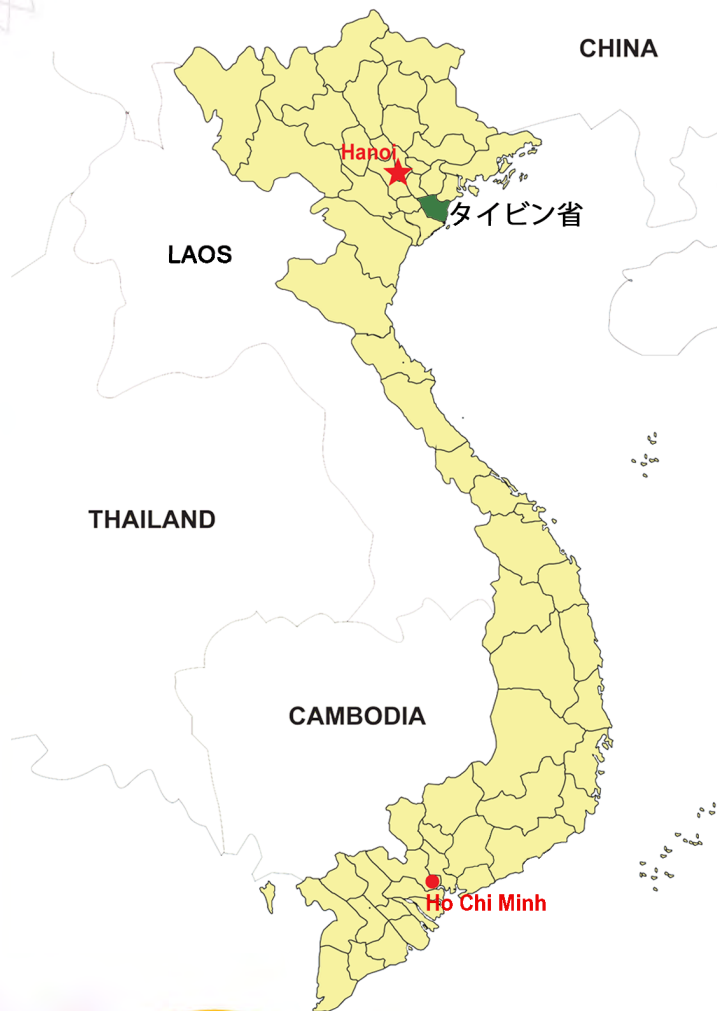 CHINA
Hanoi
タイビン省
LAOS
THAILAND
CAMBODIA
Ho Chi Minh